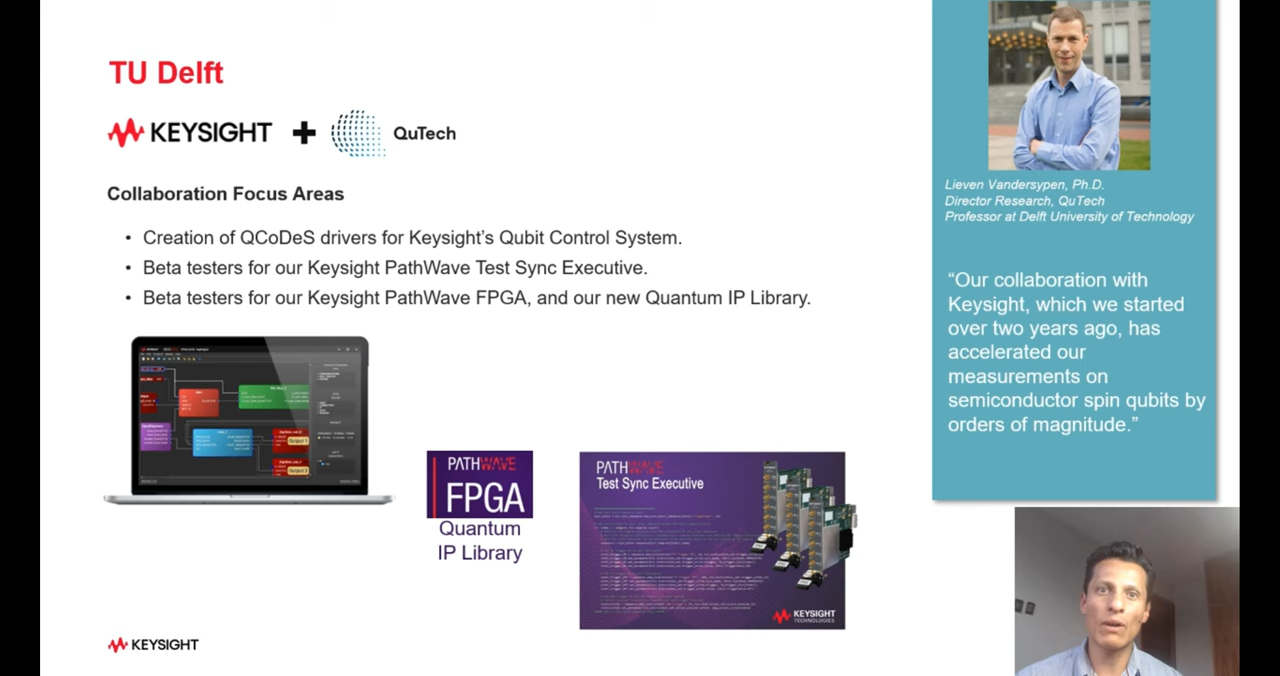 TU Delft
KEYSIGHT + QuTech
Collaboration Focus Areas
• Creation of QCoDeS drivers for Keysight's Qubit Control System.
• Beta testers for our Keysight PathWave Test Sync Executive.
• Beta testers for our Keysight PathWave FPGA, and our new Quantum IP Library.
Output 1
Output 2
PATHWAVE
FPGA
Quantum
IP Library
PATHWAVE
Test Sync Executive
KEYSIGHT
TECHNOLOGIES
KEYSIGHT
Lieven Vandersypen, Ph.D.
Director Research, QuTech
Professor at Delft University of Technology
“Our collaboration with
Keysight, which we started
over two years ago, has
accelerated our
measurements on
semiconductor spin qubits by
orders of magnitude.”